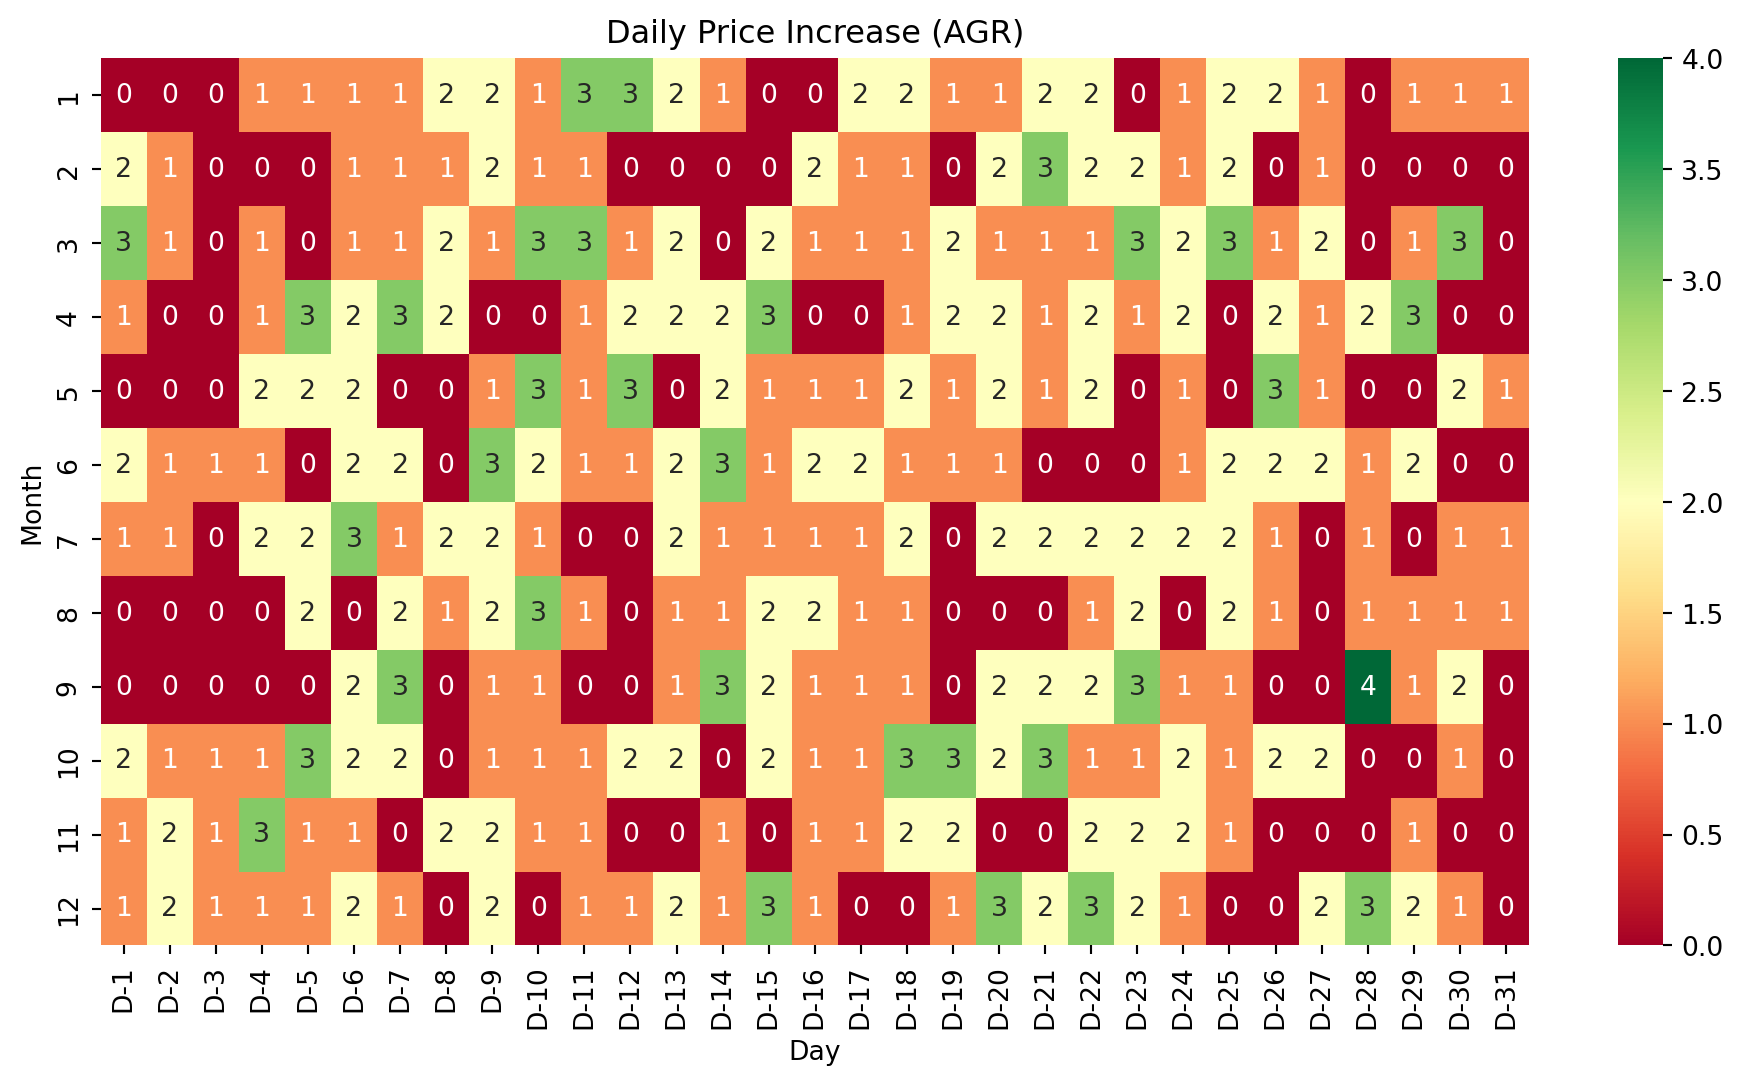 Daily Price Increase (AGR)
1 0 0 0 1 1 1 1 2 2 1 3 3 2 1 0 0 2 2 1 1 2 2 0 1 2 2 1 0 1 1 1
2 2 1 0 0 0 1 1 1 2 1 1 0 0 0 0 2 1 1 0 2 3 2 2 1 2 0 1 0 0 0 0
3 3 1 0 1 0 1 1 2 1 3 3 1 2 0 2 1 1 1 2 1 1 1 3 2 3 1 2 0 1 3 0
4 1 0 0 1 3 2 3 2 0 0 1 2 2 2 3 0 0 1 2 2 1 2 1 2 0 2 1 2 3 0 0
5 0 0 0 2 2 2 0 0 1 3 1 3 0 2 1 1 1 2 1 2 1 2 0 1 0 3 1 0 0 2 1
6 2 1 1 1 0 2 2 0 3 2 1 1 2 3 1 2 2 1 1 1 0 0 0 1 2 2 2 1 2 0 0
7 1 1 0 2 2 3 1 2 2 1 0 0 2 1 1 1 1 2 0 2 2 2 2 2 2 1 0 1 0 1 1
8 0 0 0 0 2 0 2 1 2 3 1 0 1 1 2 2 1 1 0 0 0 1 2 0 2 1 0 1 1 1 1
9 0 0 0 0 0 2 3 0 1 1 0 0 1 3 2 1 1 1 0 2 2 2 3 1 1 0 0 4 1 2 0
10 2 1 1 1 3 2 2 0 1 1 1 2 2 0 2 1 1 3 3 2 3 1 1 2 1 2 2 0 0 1 0
11 1 2 1 3 1 1 0 2 2 1 1 0 0 1 0 1 1 2 2 0 0 2 2 2 1 0 0 0 1 0 0
12 1 2 1 1 1 2 1 0 2 0 1 1 2 1 3 1 0 0 1 3 2 3 2 1 0 0 2 3 2 1 0
Month
D-1 D-2 D-3 D-4 D-5 D-6 D-7 D-8 D-9 D-10 D-11 D-12 D-13 D-14 D-15 D-16 D-17 D-18 D-19 D-20 D-21 D-22 D-23 D-24 D-25 D-26 D-27 D-28 D-29 D-30 D-31
Day
4.0
3.5
3.0
2.5
2.0
1.5
1.0
0.5
0.0